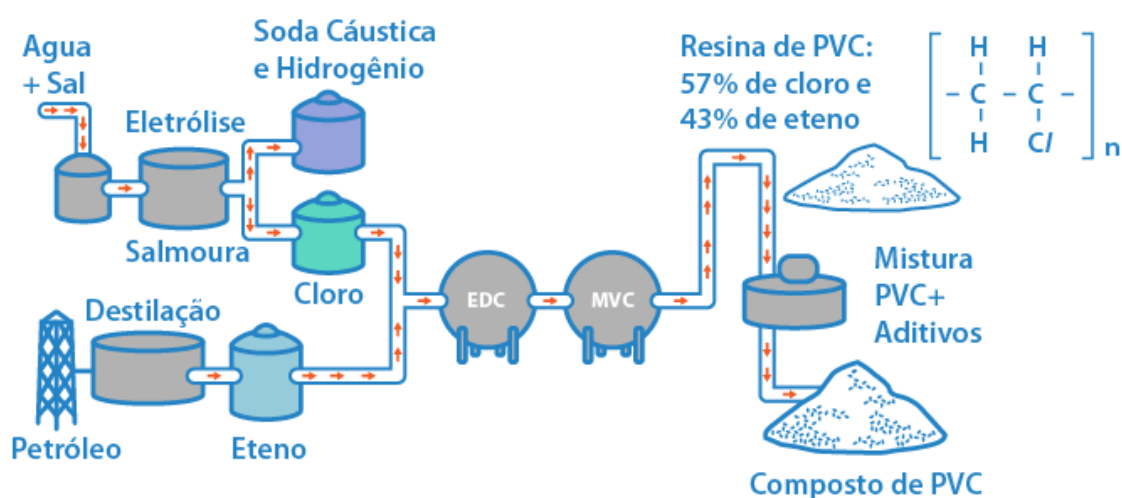 Agua
+ Sal
Eletrólise
Salmoura
Soda Cáustica
e Hidrogênio
Cloro
Destilação
Petróleo
Eteno
EDC
MVC
Resina de PVC:
57% de cloro e
43% de eteno
H H
- C - C -
H Cl
n
Mistura
PVC+
Aditivos
Composto de PVC